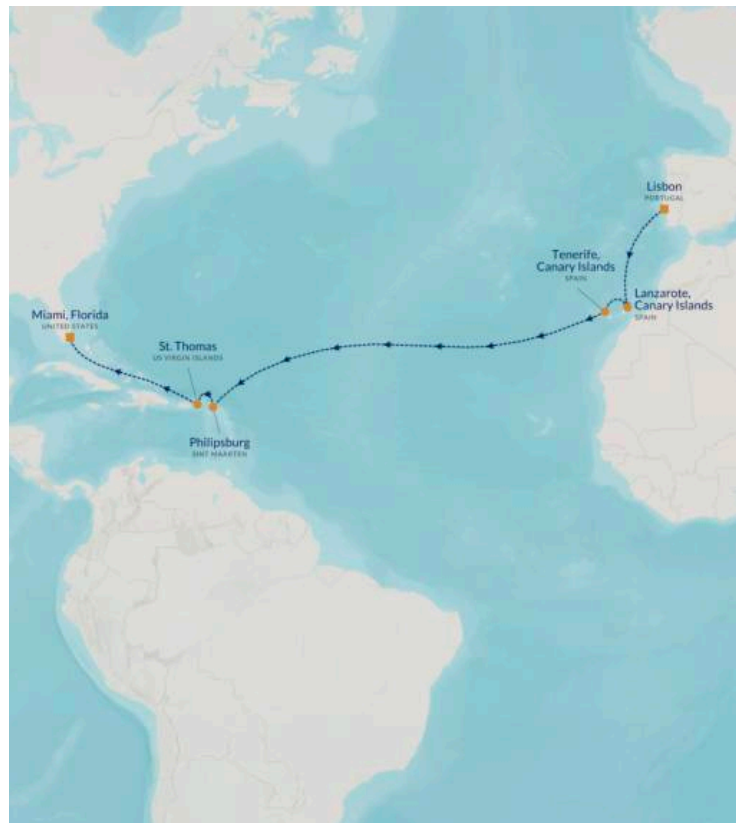 Lisbon
PORTUGAL
Tenerife,
Canary Islands
SPAIN
Lanzarote,
Canary Islands
SPAIN
Miami, Florida
UNITED STATES
St. Thomas
US VIRGIN ISLANDS
Philipsburg
SINT MAARTEN